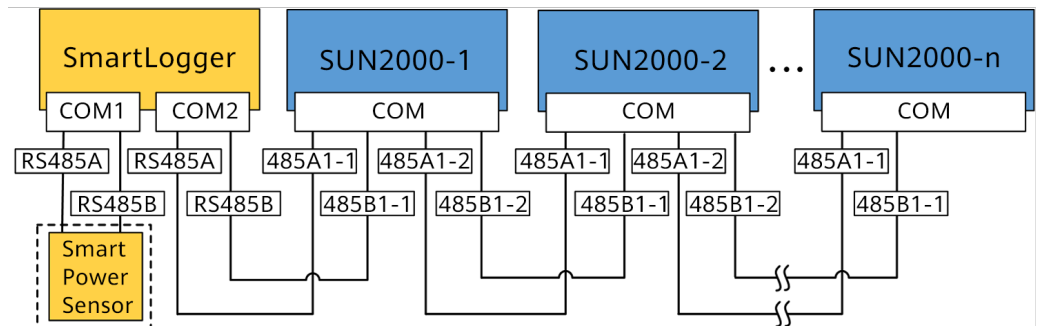 SmartLogger
SUN2000-1
SUN2000-2
...
SUN2000-n
COM1
COM2
COM
COM
COM
RS485A
RS485A
485A1-1
485A1-2
485A1-1
485A1-2
485A1-1
RS485B
RS485B
485B1-1
485B1-2
485B1-1
485B1-2
485B1-1
Smart
Power
Sensor